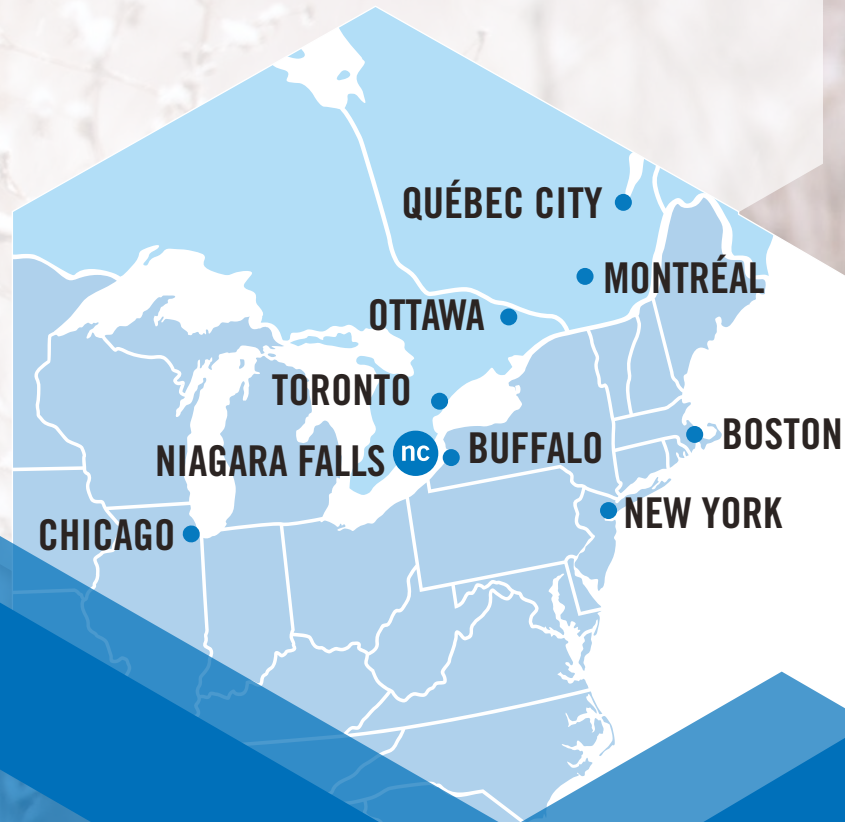 QUÉBEC CITY
MONTRÉAL
OTTAWA
TORONTO
NIAGARA FALLS
nc
BUFFALO
BOSTON
NEW YORK
CHICAGO